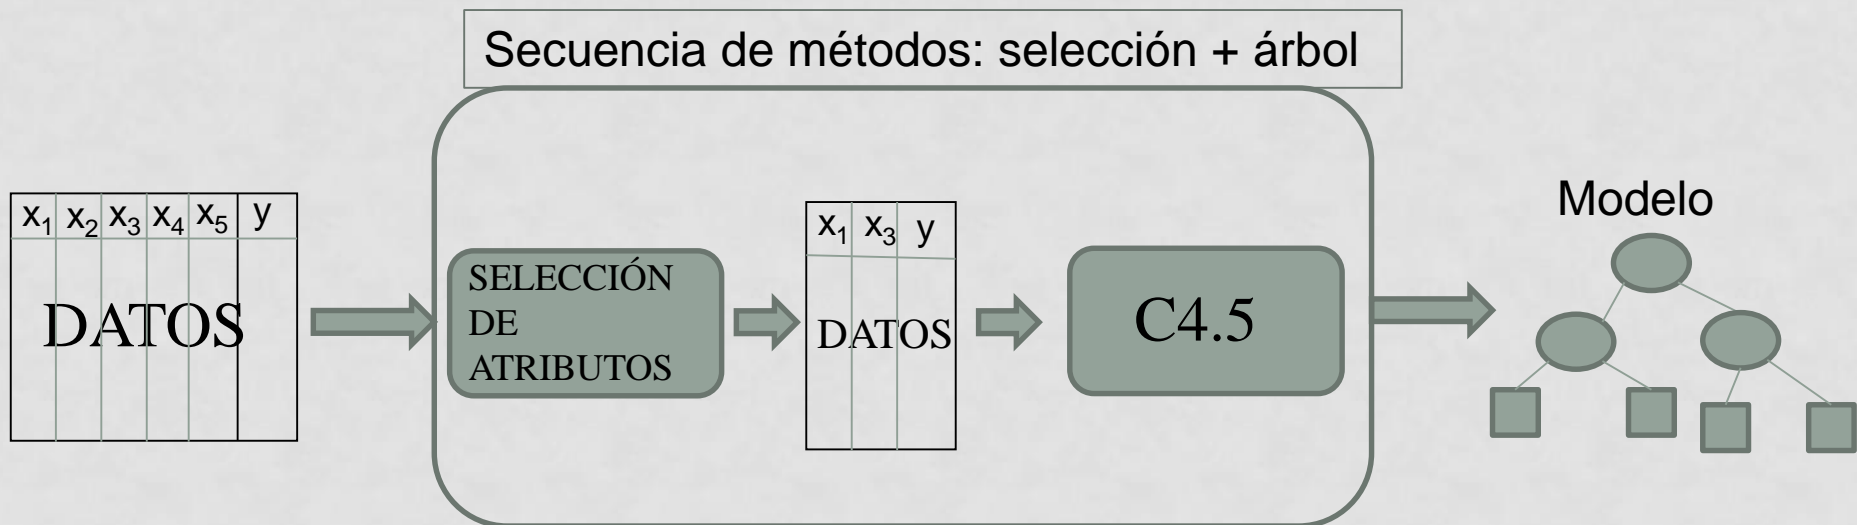 Secuencia de métodos: selección + árbol
x₁ x₂ x₃ x₄ x₅ y
DATOS
SELECCIÓN
DE
ATRIBUTOS
x₁ x₃ y
DATOS
C4.5
Modelo